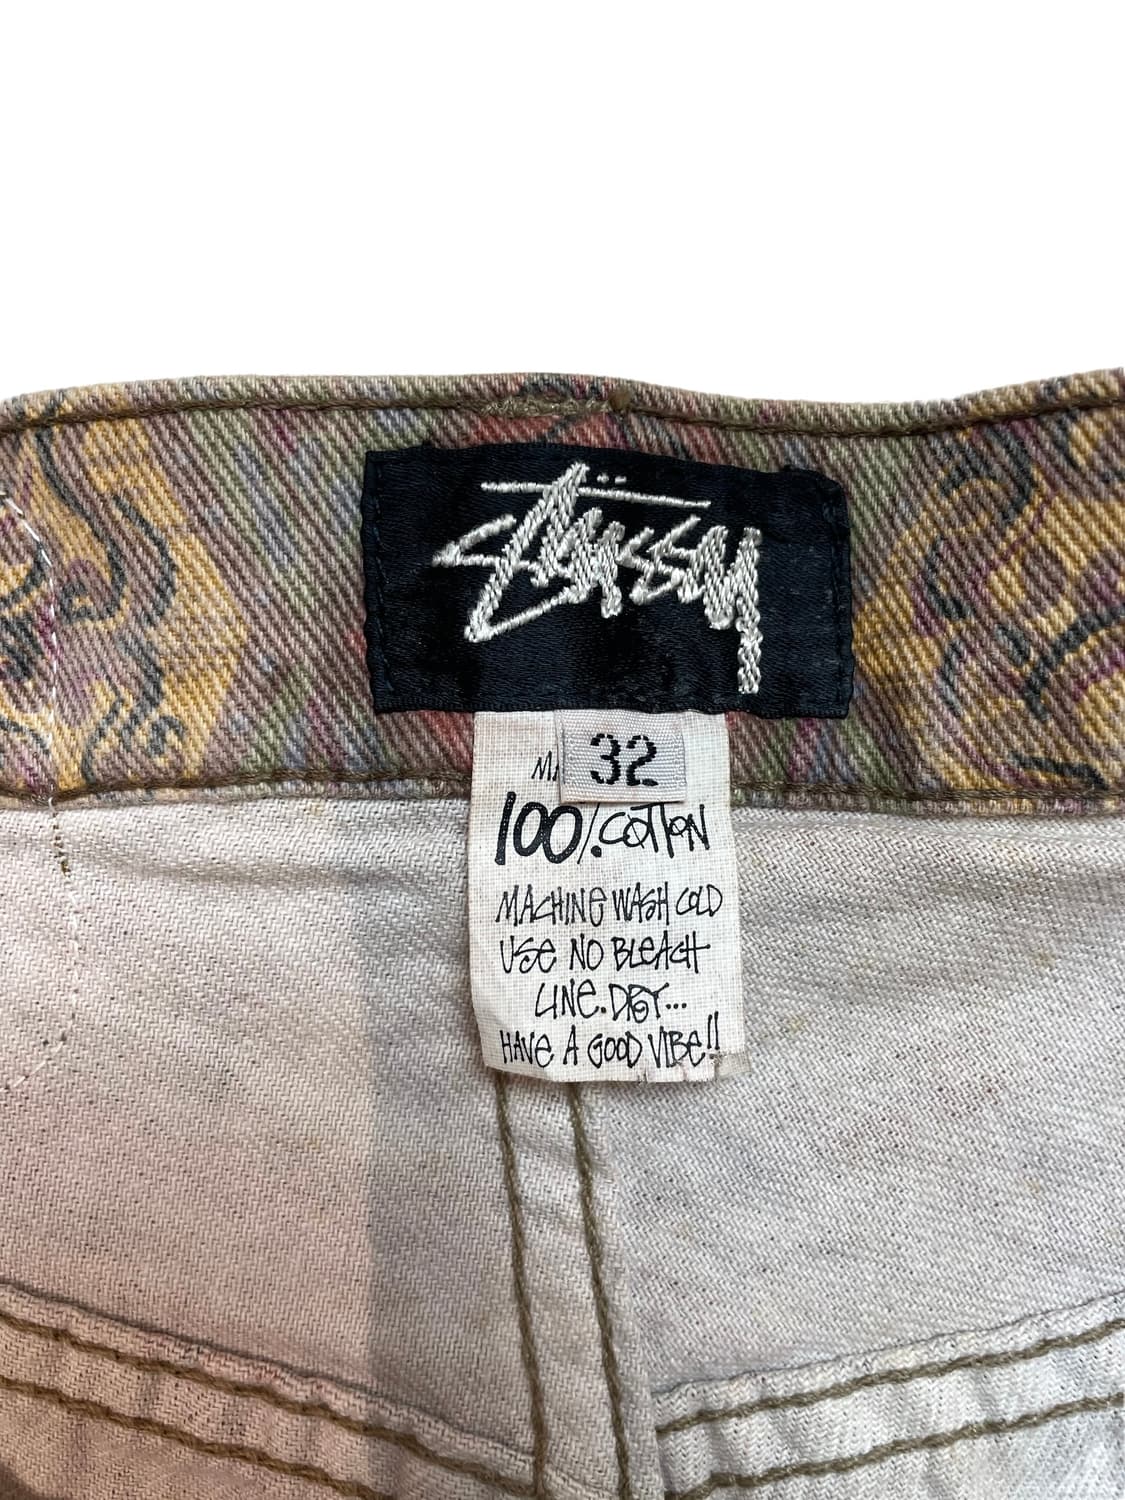 Stüssy
32
100% COTTON
MACHINE WASH COLD
USE NO BLEACH
LINE.DRY...
HAVE A GOOD VIBE!!